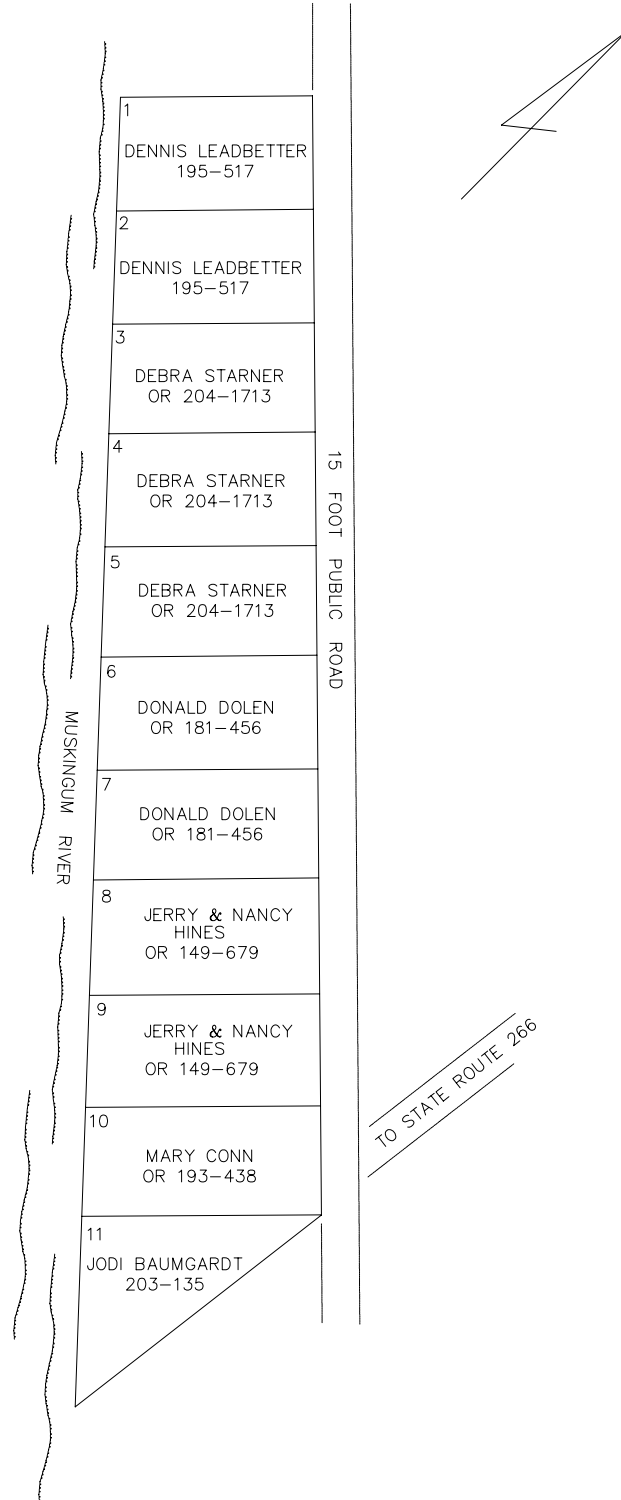 1
DENNIS LEADBETTER
195-517
2
DENNIS LEADBETTER
195-517
3
DEBRA STARNER
OR 204-1713
4
DEBRA STARNER
OR 204-1713
5
DEBRA STARNER
OR 204-1713
6
DONALD DOLEN
OR 181-456
7
DONALD DOLEN
OR 181-456
8
JERRY & NANCY
HINES
OR 149-679
9
JERRY & NANCY
HINES
OR 149-679
10
MARY CONN
OR 193-438
11
JODI BAUMGARDT
203-135
15 FOOT PUBLIC ROAD
MUSKINGUM RIVER
TO STATE ROUTE 266